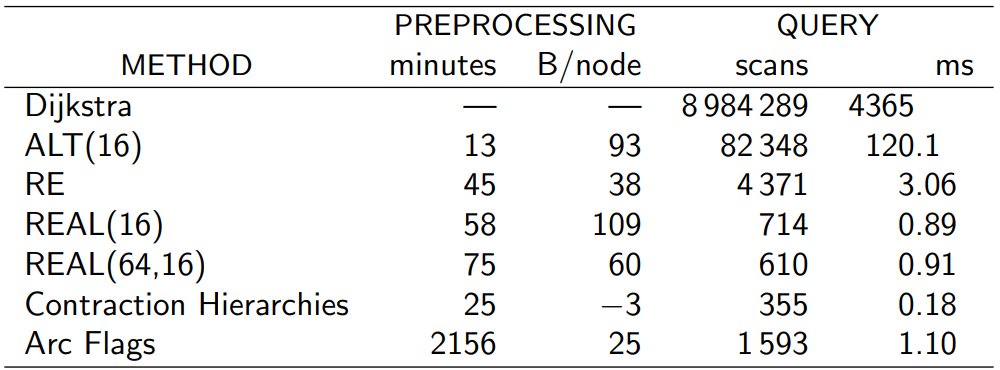 PREPROCESSING QUERY
METHOD minutes B/node scans ms
Dijkstra — — 8 984 289 4365
ALT(16) 13 93 82 348 120.1
RE 45 38 4 371 3.06
REAL(16) 58 109 714 0.89
REAL(64,16) 75 60 610 0.91
Contraction Hierarchies 25 −3 355 0.18
Arc Flags 2156 25 1 593 1.10